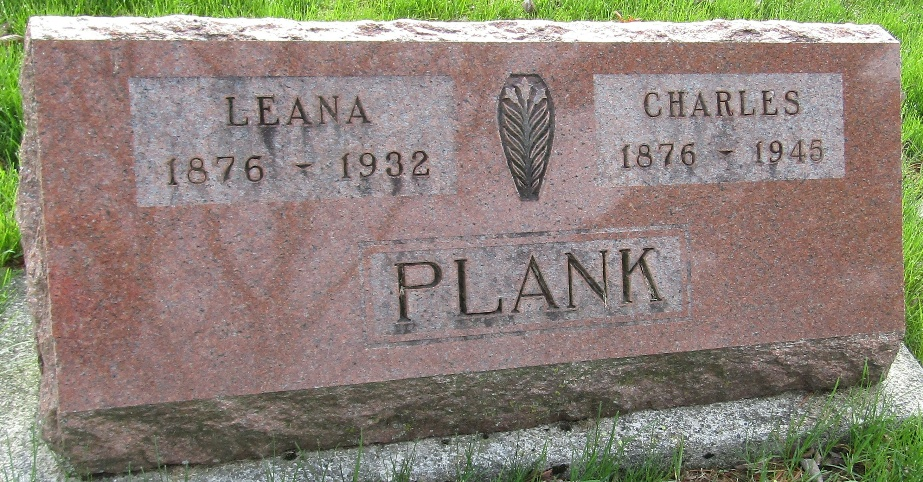 LEANA
1876 - 1932
CHARLES
1876 - 1945
PLANK